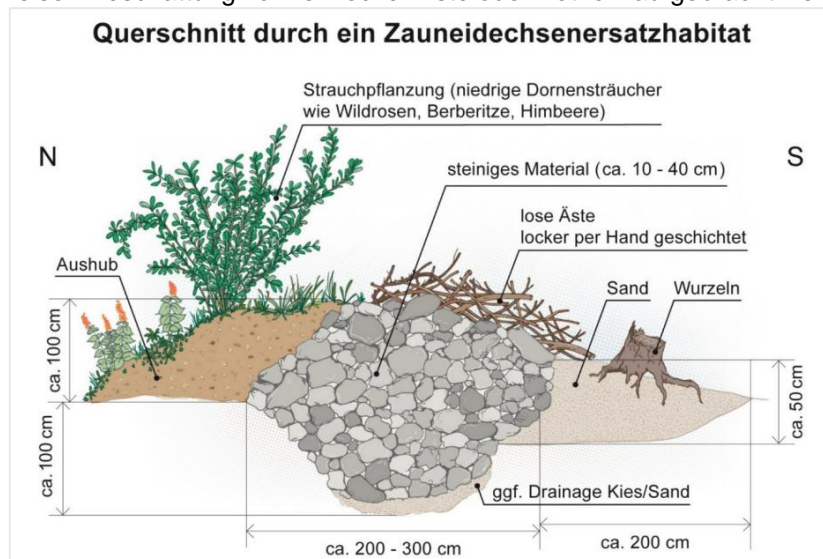 Querschnitt durch ein Zauneidechsenersatzhabitat
Strauchpflanzung (niedrige Dornensträucher
wie Wildrosen, Berberitze, Himbeere)
N
S
steiniges Material (ca. 10 - 40 cm)
lose Äste
locker per Hand geschichtet
Aushub
Sand
Wurzeln
ca. 100 cm
ca. 50 cm
ca. 100 cm
ggf. Drainage Kies/Sand
ca. 200 - 300 cm
ca. 200 cm